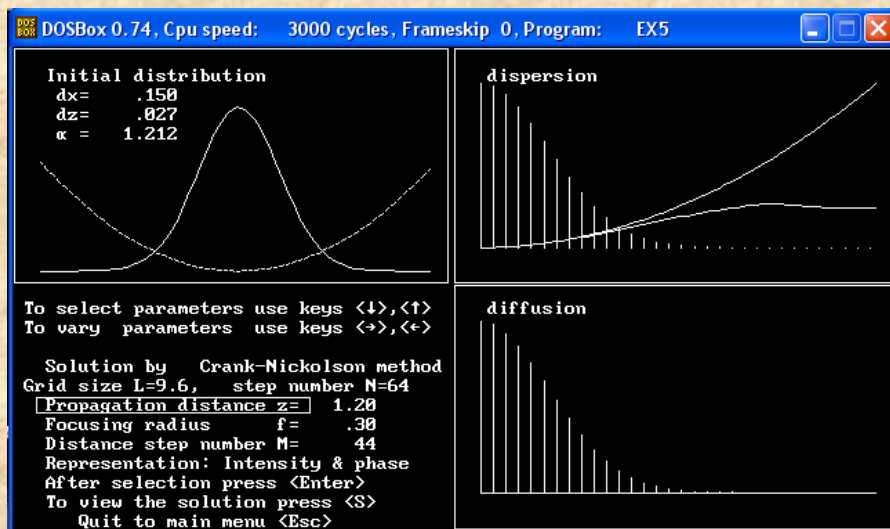 DOS BOX DOSBox 0.74, Cpu speed: 3000 cycles, Frameskip 0, Program: EX5
Initial distribution
dx= .150
dz= .027
α = 1.212
dispersion
To select parameters use keys <↓>,<↑>
To vary parameters use keys <→>,<←>
Solution by Crank-Nickolson method
Grid size L=9.6, step number N=64
Propagation distance z= 1.20
Focusing radius f= .30
Distance step number M= 44
Representation: Intensity & phase
After selection press <Enter>
To view the solution press <S>
Quit to main menu <Esc>
diffusion